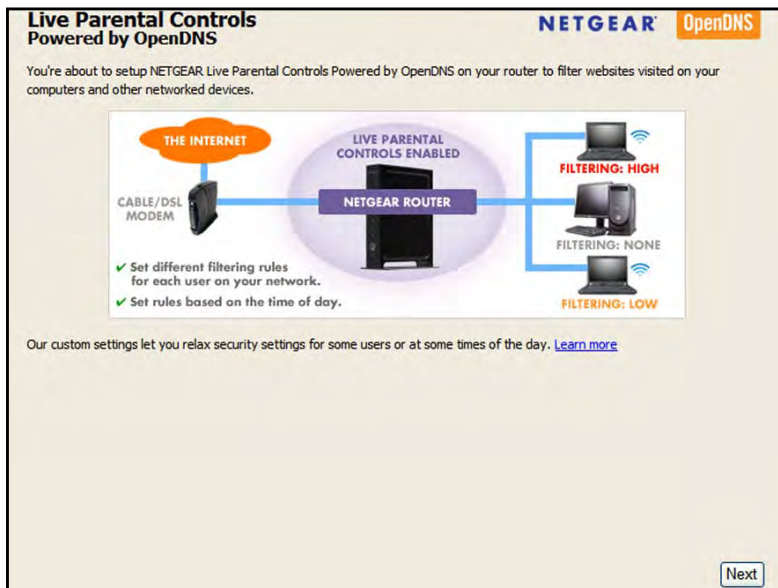 Live Parental Controls
Powered by OpenDNS
NETGEAR
OpenDNS
You're about to setup NETGEAR Live Parental Controls Powered by OpenDNS on your router to filter websites visited on your
computers and other networked devices.
THE INTERNET
CABLE/DSL
MODEM
LIVE PARENTAL
CONTROLS ENABLED
NETGEAR ROUTER
FILTERING: HIGH
FILTERING: NONE
FILTERING: LOW
✓ Set different filtering rules
for each user on your network.
✓ Set rules based on the time of day.
Our custom settings let you relax security settings for some users or at some times of the day. Learn more
Next